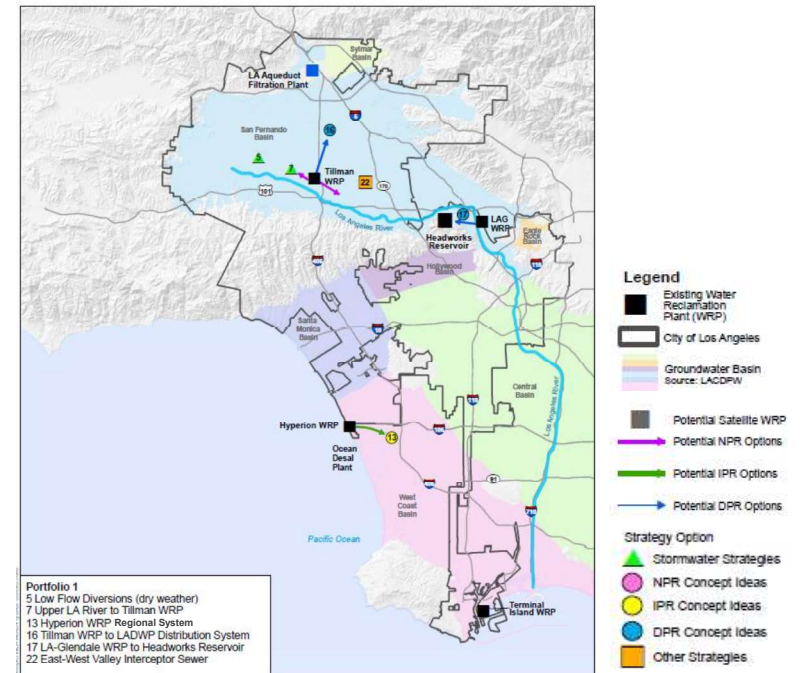 Sylmar
Basin
LA Aqueduct
Filtration Plant
5
16
San Fernando
Basin
5
7
Tillman
WRP
22
170
101
Los Angeles River
17
LAG
WRP
Headworks
Reservoir
Eagle
Rock
Basin
Hollywood
Basin
Santa
Monica
Basin
Central
Basin
Los Angeles River
Hyperion WRP
13
Ocean
Desal
Plant
91
West
Coast
Basin
Pacific Ocean
Terminal
Island WRP
Portfolio 1
5 Low Flow Diversions (dry weather)
7 Upper LA River to Tillman WRP
13 Hyperion WRP Regional System
16 Tillman WRP to LADWP Distribution System
17 LA-Glendale WRP to Headworks Reservoir
22 East-West Valley Interceptor Sewer
Legend
Existing Water
Reclamation
Plant (WRP)
City of Los Angeles
Groundwater Basin
Source: LACDPW
Potential Satellite WRP
Potential NPR Options
Potential IPR Options
Potential DPR Options
Strategy Option
Stormwater Strategies
NPR Concept Ideas
IPR Concept Ideas
DPR Concept Ideas
Other Strategies